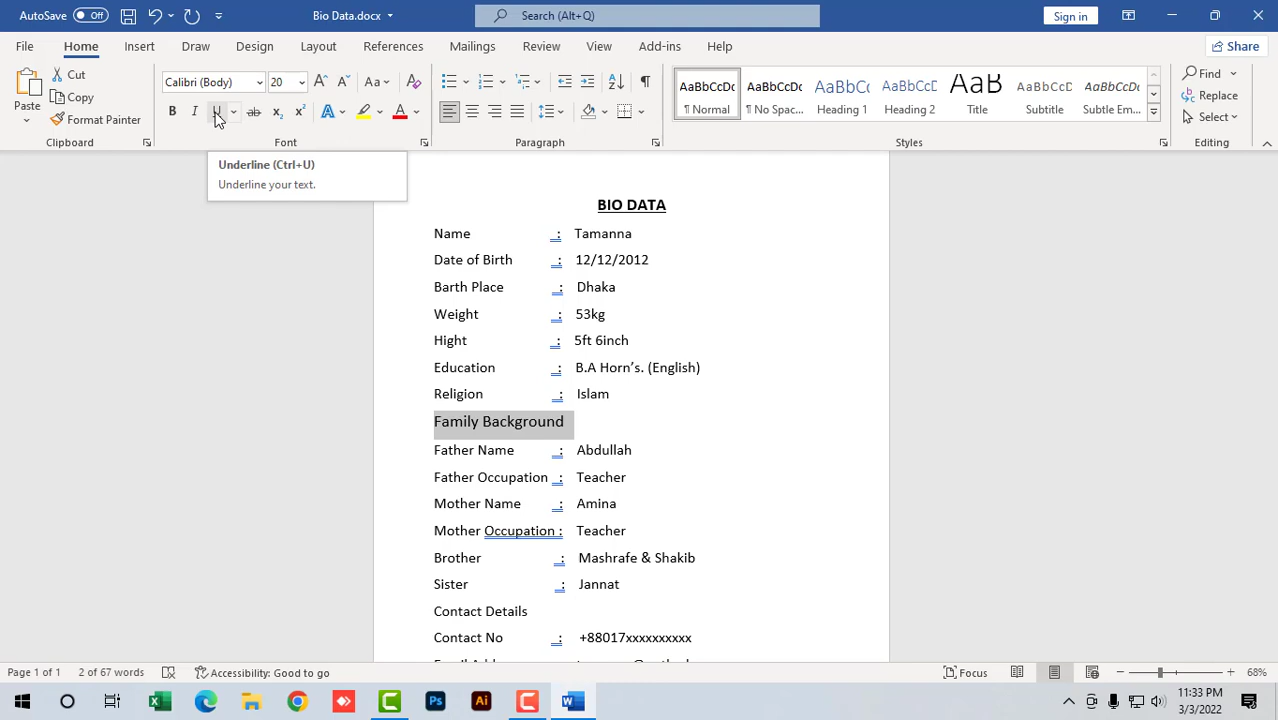 AutoSave Off Bio Data.docx Search (Alt+Q) Sign in
File Home Insert Draw Design Layout References Mailings Review View Add-ins Help Share
Paste Cut Copy Format Painter
Calibri (Body) 20
AaBbCcDc AaBbCcDc AaBbCc AaBbCcD AaB AaBbCcD AaBbCcDc
¶ Normal ¶ No Spac... Heading 1 Heading 2 Title Subtitle Subtle Em...
Find Replace Select
Clipboard Font Paragraph Styles Editing
Underline (Ctrl+U)
Underline your text.
BIO DATA
Name : Tamanna
Date of Birth : 12/12/2012
Barth Place : Dhaka
Weight : 53kg
Hight : 5ft 6inch
Education : B.A Horn’s. (English)
Religion : Islam
Family Background
Father Name : Abdullah
Father Occupation : Teacher
Mother Name : Amina
Mother Occupation : Teacher
Brother : Mashrafe & Shakib
Sister : Jannat
Contact Details
Contact No : +88017xxxxxxxxxx
Page 1 of 1 2 of 67 words Accessibility: Good to go Focus 68%
11:33 PM
3/3/2022